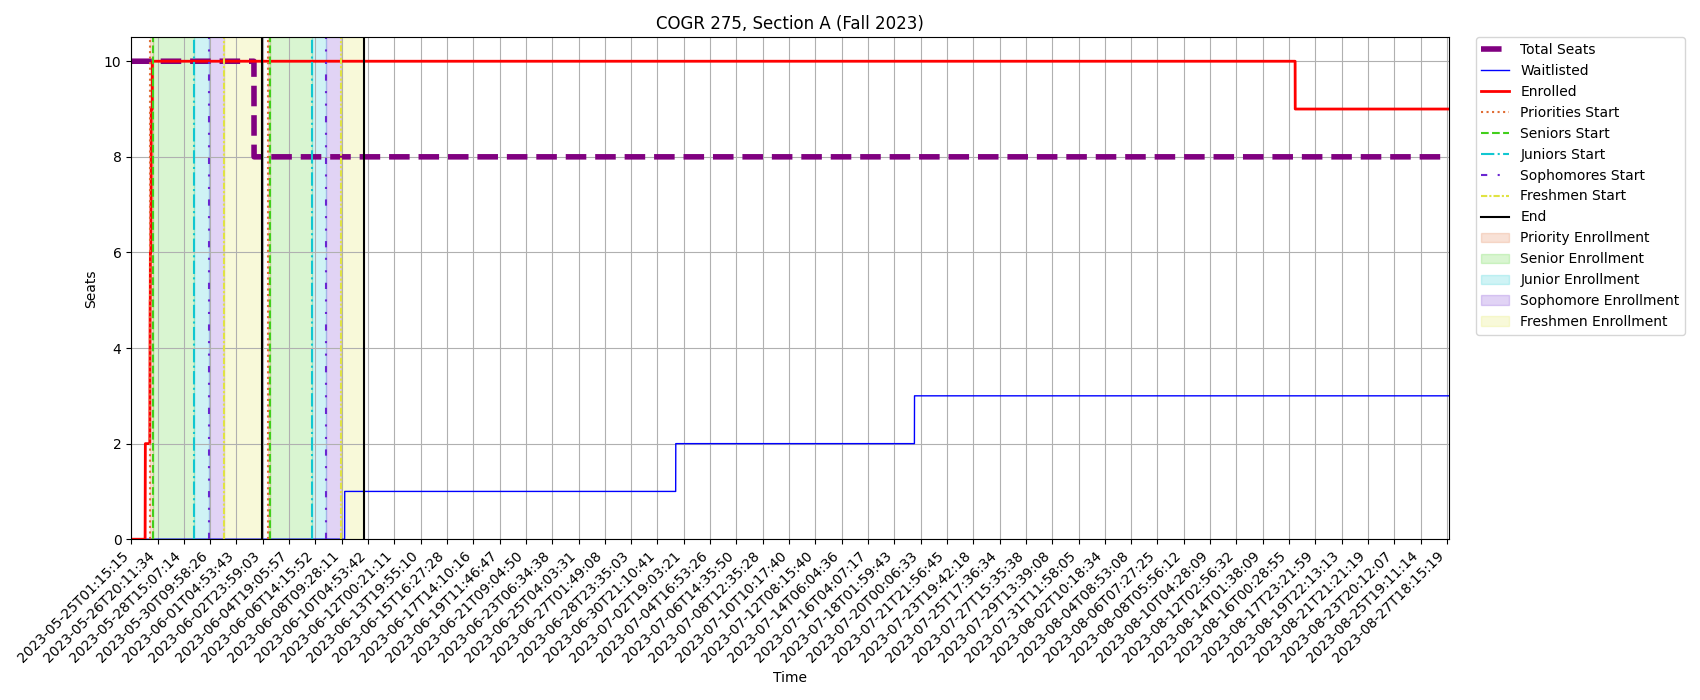 COGR 275, Section A (Fall 2023)
Seats
10
8
6
4
2
0
2023-05-25T01:15:15
2023-05-26T20:11:34
2023-05-28T15:07:14
2023-05-30T09:58:26
2023-06-01T04:53:43
2023-06-02T23:59:03
2023-06-04T19:05:57
2023-06-06T14:15:52
2023-06-08T09:28:11
2023-06-10T04:53:42
2023-06-12T00:21:11
2023-06-13T19:55:10
2023-06-15T16:27:28
2023-06-17T14:10:16
2023-06-19T11:46:47
2023-06-21T09:04:50
2023-06-23T06:34:38
2023-06-25T04:03:31
2023-06-27T01:49:08
2023-06-28T23:35:03
2023-06-30T21:10:41
2023-07-02T19:03:21
2023-07-04T16:53:26
2023-07-06T14:35:50
2023-07-08T12:35:28
2023-07-10T10:17:40
2023-07-12T08:15:40
2023-07-14T06:04:36
2023-07-16T04:07:17
2023-07-18T01:59:43
2023-07-20T00:06:33
2023-07-21T21:56:45
2023-07-23T19:42:18
2023-07-25T17:36:34
2023-07-27T15:35:38
2023-07-29T13:39:08
2023-07-31T11:58:05
2023-08-02T10:18:34
2023-08-04T08:53:08
2023-08-06T07:27:25
2023-08-08T05:56:12
2023-08-10T04:28:09
2023-08-12T02:56:32
2023-08-14T01:38:09
2023-08-16T00:28:55
2023-08-17T23:21:59
2023-08-19T22:13:13
2023-08-21T21:21:19
2023-08-23T20:12:07
2023-08-25T19:11:14
2023-08-27T18:15:19
Time
Total Seats
Waitlisted
Enrolled
Priorities Start
Seniors Start
Juniors Start
Sophomores Start
Freshmen Start
End
Priority Enrollment
Senior Enrollment
Junior Enrollment
Sophomore Enrollment
Freshmen Enrollment